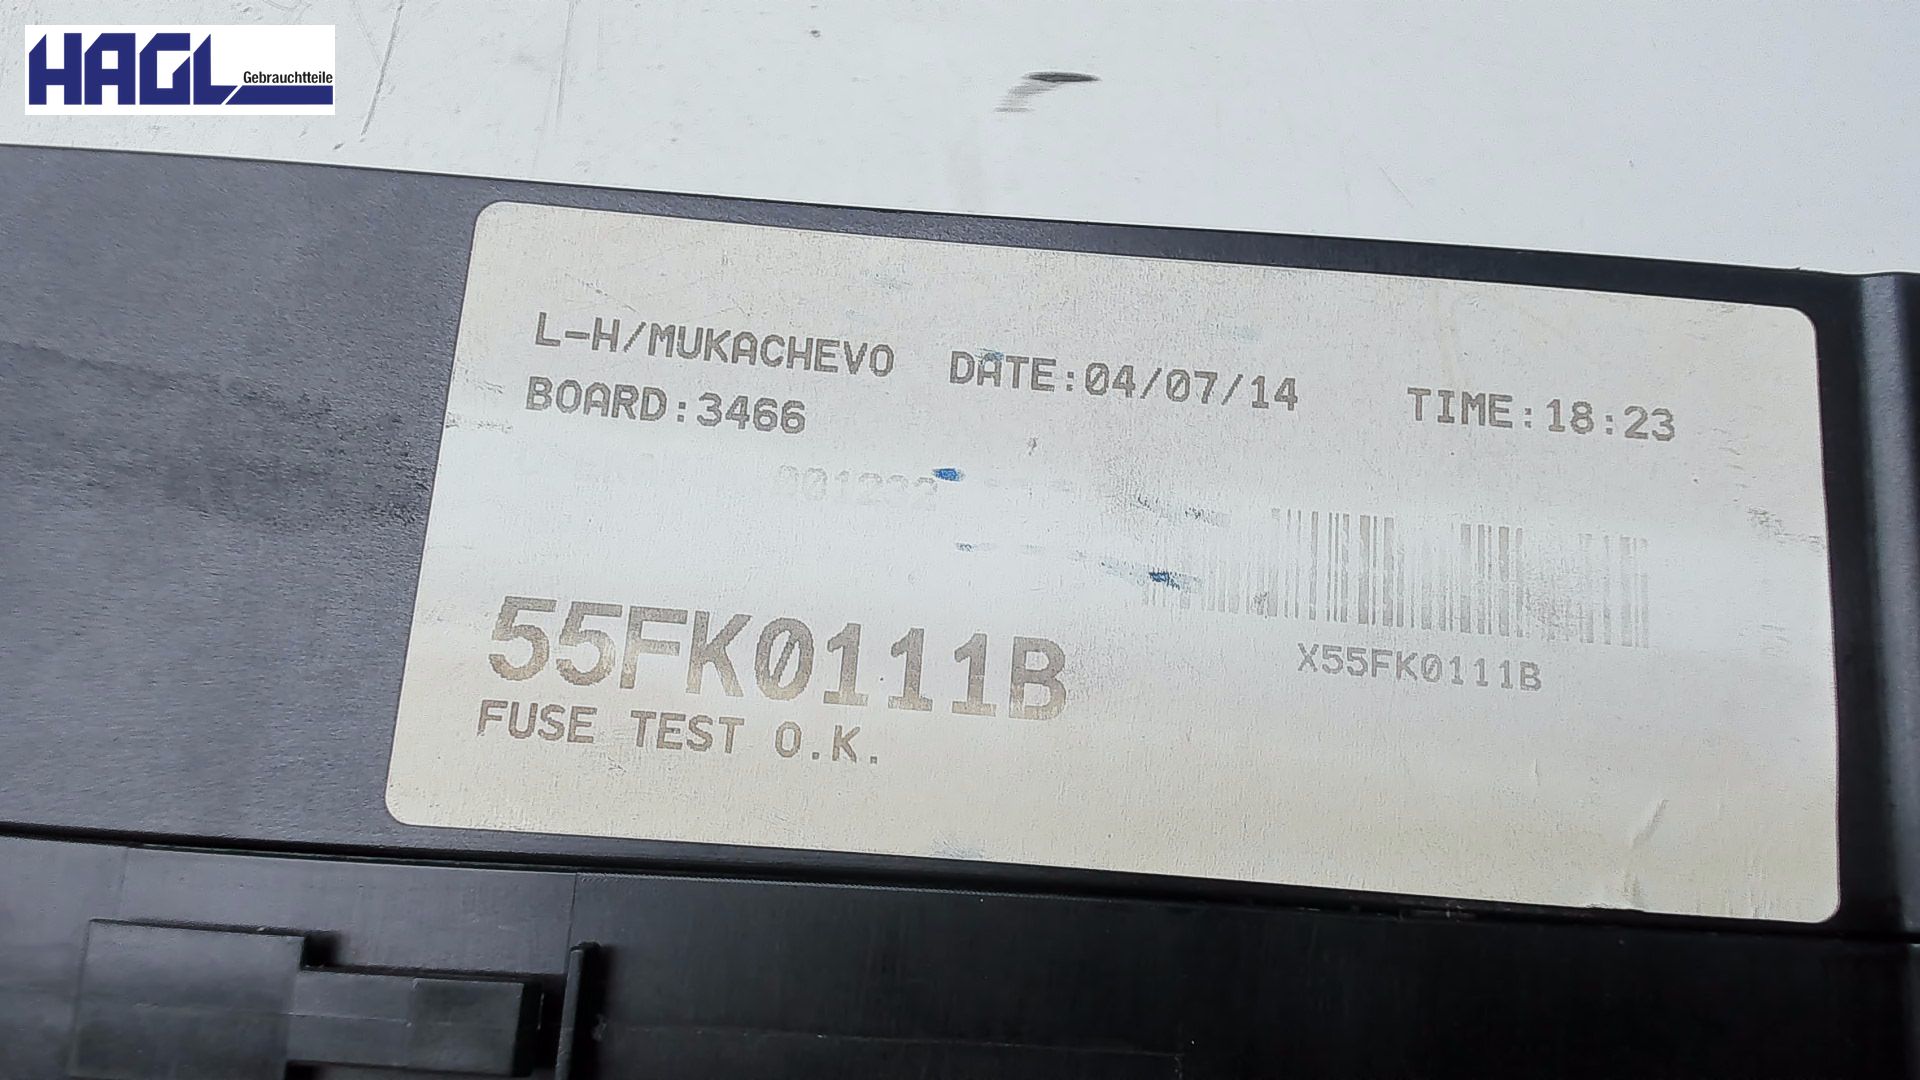 HAGL
Gebrauchtteile
L-H/MUKACHEVO DATE:04/07/14 TIME:18:23
BOARD:3466
55FK0111B
X55FK0111B
FUSE TEST O.K.